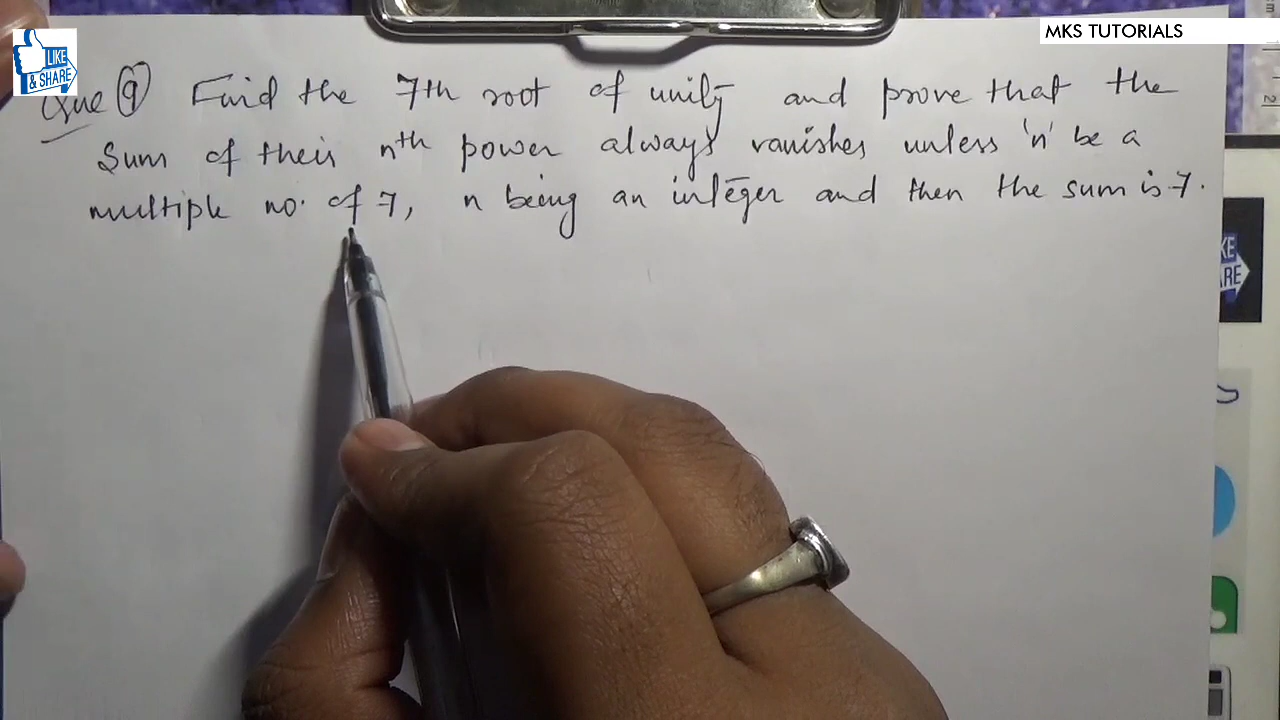 MKS TUTORIALS
LIKE
& SHARE
Que 9 Find the 7th root of unity and prove that the
Sum of their nth power always vanishes unless 'n' be a
multiple no. of 7, n being an integer and then the sum is 7.
KE
ARE